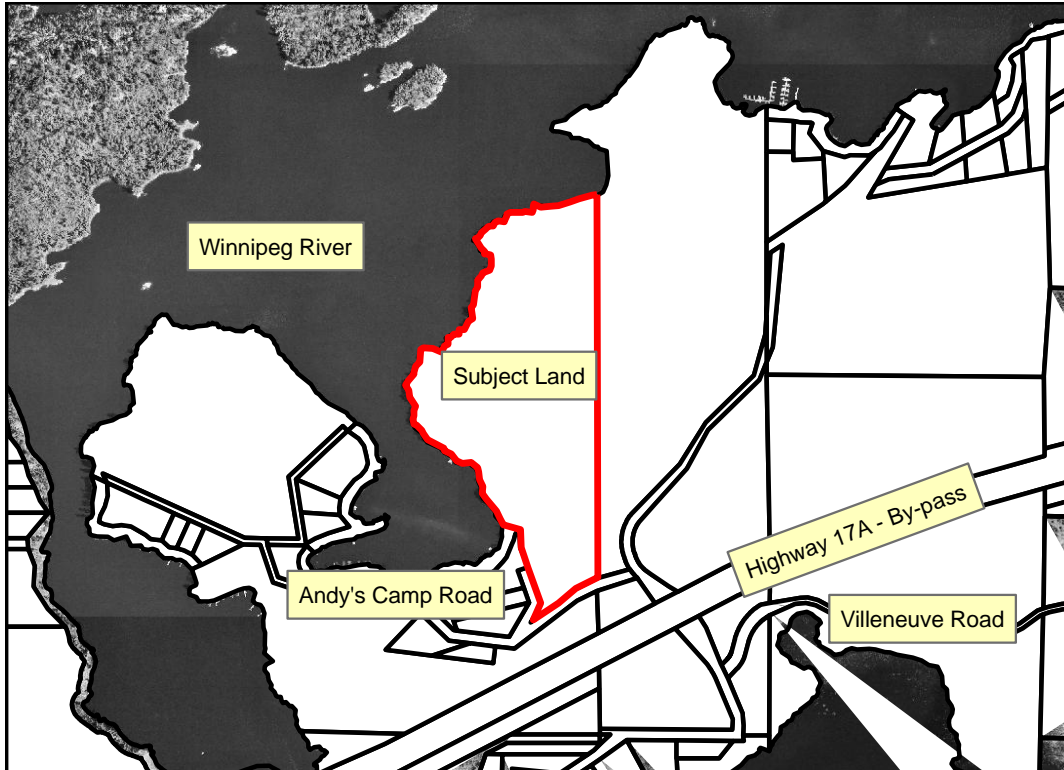 Winnipeg River
Subject Land
Highway 17A - By-pass
Andy's Camp Road
Villeneuve Road